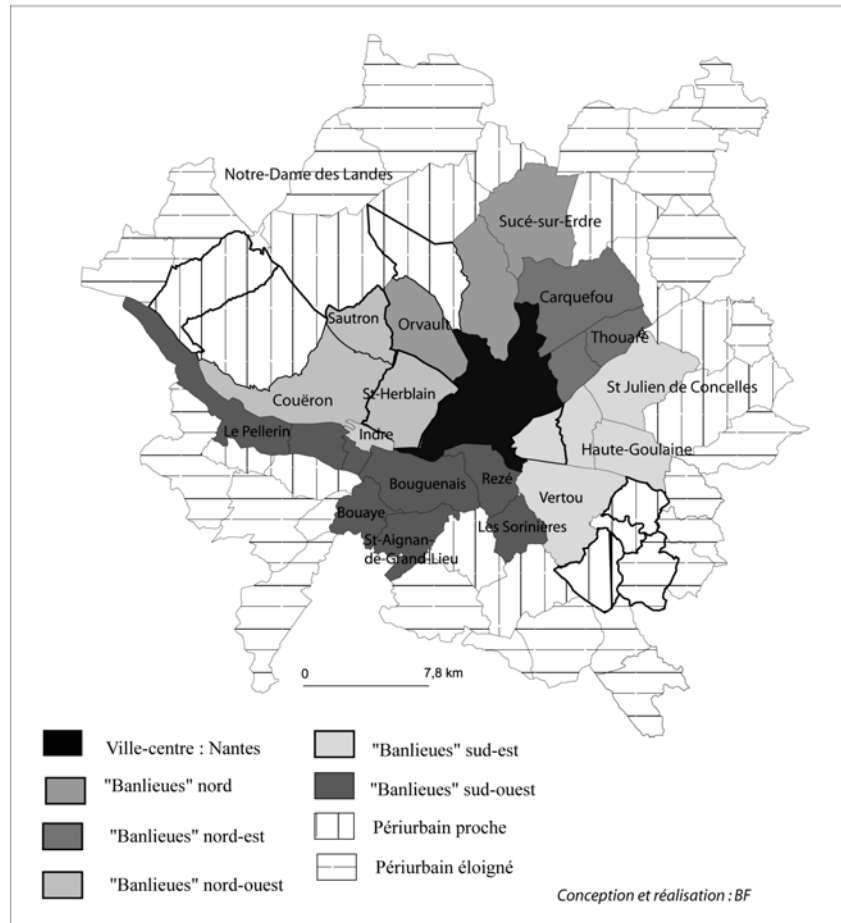 Notre-Dame des Landes
Sucé-sur-Erdre
Carquefou
Sautron
Orvault
Thouaré
St Julien de Concelles
St-Herblain
Couëron
Indre
Haute-Goulaine
Le Pellerin
Bouguenais
Rezé
Vertou
Bouaye
Les Sorinières
St-Aignan-
de-Grand-Lieu
0 7,8 km
Ville-centre : Nantes
"Banlieues" nord
"Banlieues" nord-est
"Banlieues" nord-ouest
"Banlieues" sud-est
"Banlieues" sud-ouest
Périurbain proche
Périurbain éloigné
Conception et réalisation : BF